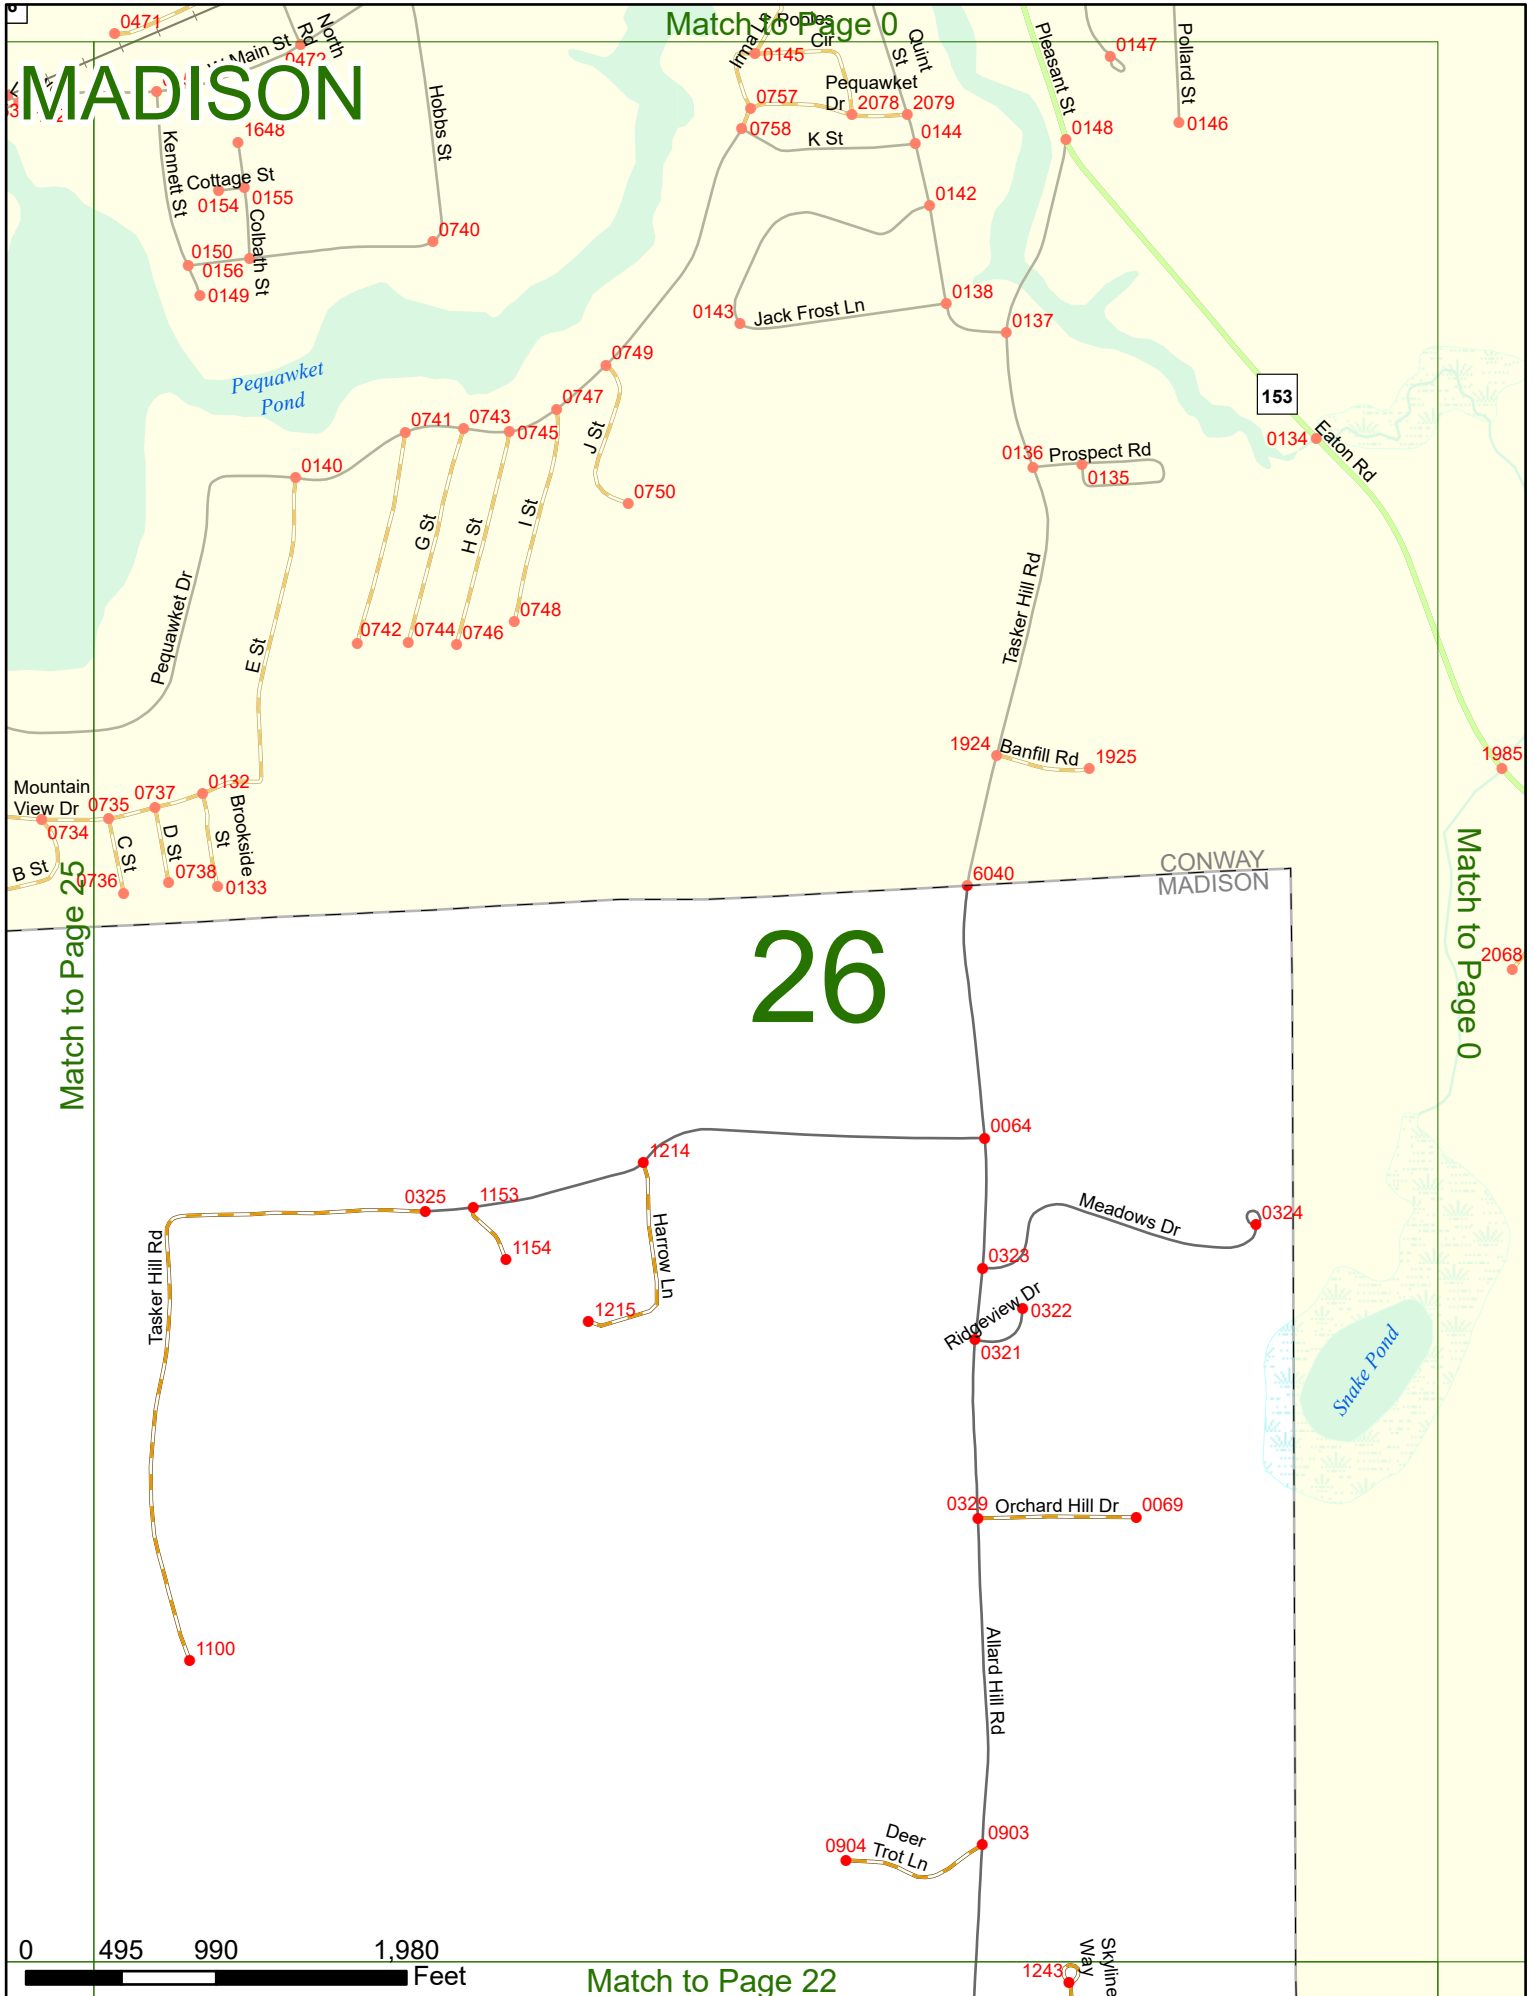 Match to Page 0
MADISON
0471
North
Rd
Main St
0472
Irma
Cir
0145
Quint
St
Pleasant St
0147
Pollard St
0146
Hobbs St
Pequawket
Dr
0757
2078
2079
0758
K St
0144
0148
Kennett St
1648
Cottage St
0154
0155
Colbath St
0142
0740
0150
0156
0149
0143
Jack Frost Ln
0138
0137
Pequawket
Pond
0749
153
0747
0741
0743
0745
J St
0134
Eaton Rd
0140
0136
Prospect Rd
0135
0750
G St
H St
I St
Pequawket Dr
E St
Tasker Hill Rd
0748
0742
0744
0746
1924
Banfill Rd
1925
1985
Mountain
View Dr
0735
0737
0132
0734
C St
D St
Brookside
St
B St
0736
0738
0133
6040
CONWAY
MADISON
Match to Page 25
Match to Page 0
26
2068
0064
1214
0325
1153
Meadows Dr
0324
Tasker Hill Rd
1154
Harrow Ln
0323
1215
Ridgeview Dr
0322
0321
Snake Pond
0329
Orchard Hill Dr
0069
1100
Allard Hill Rd
0904
Deer
Trot Ln
0903
0 495 990 1,980
Feet
Match to Page 22
1243
Skyline
Way